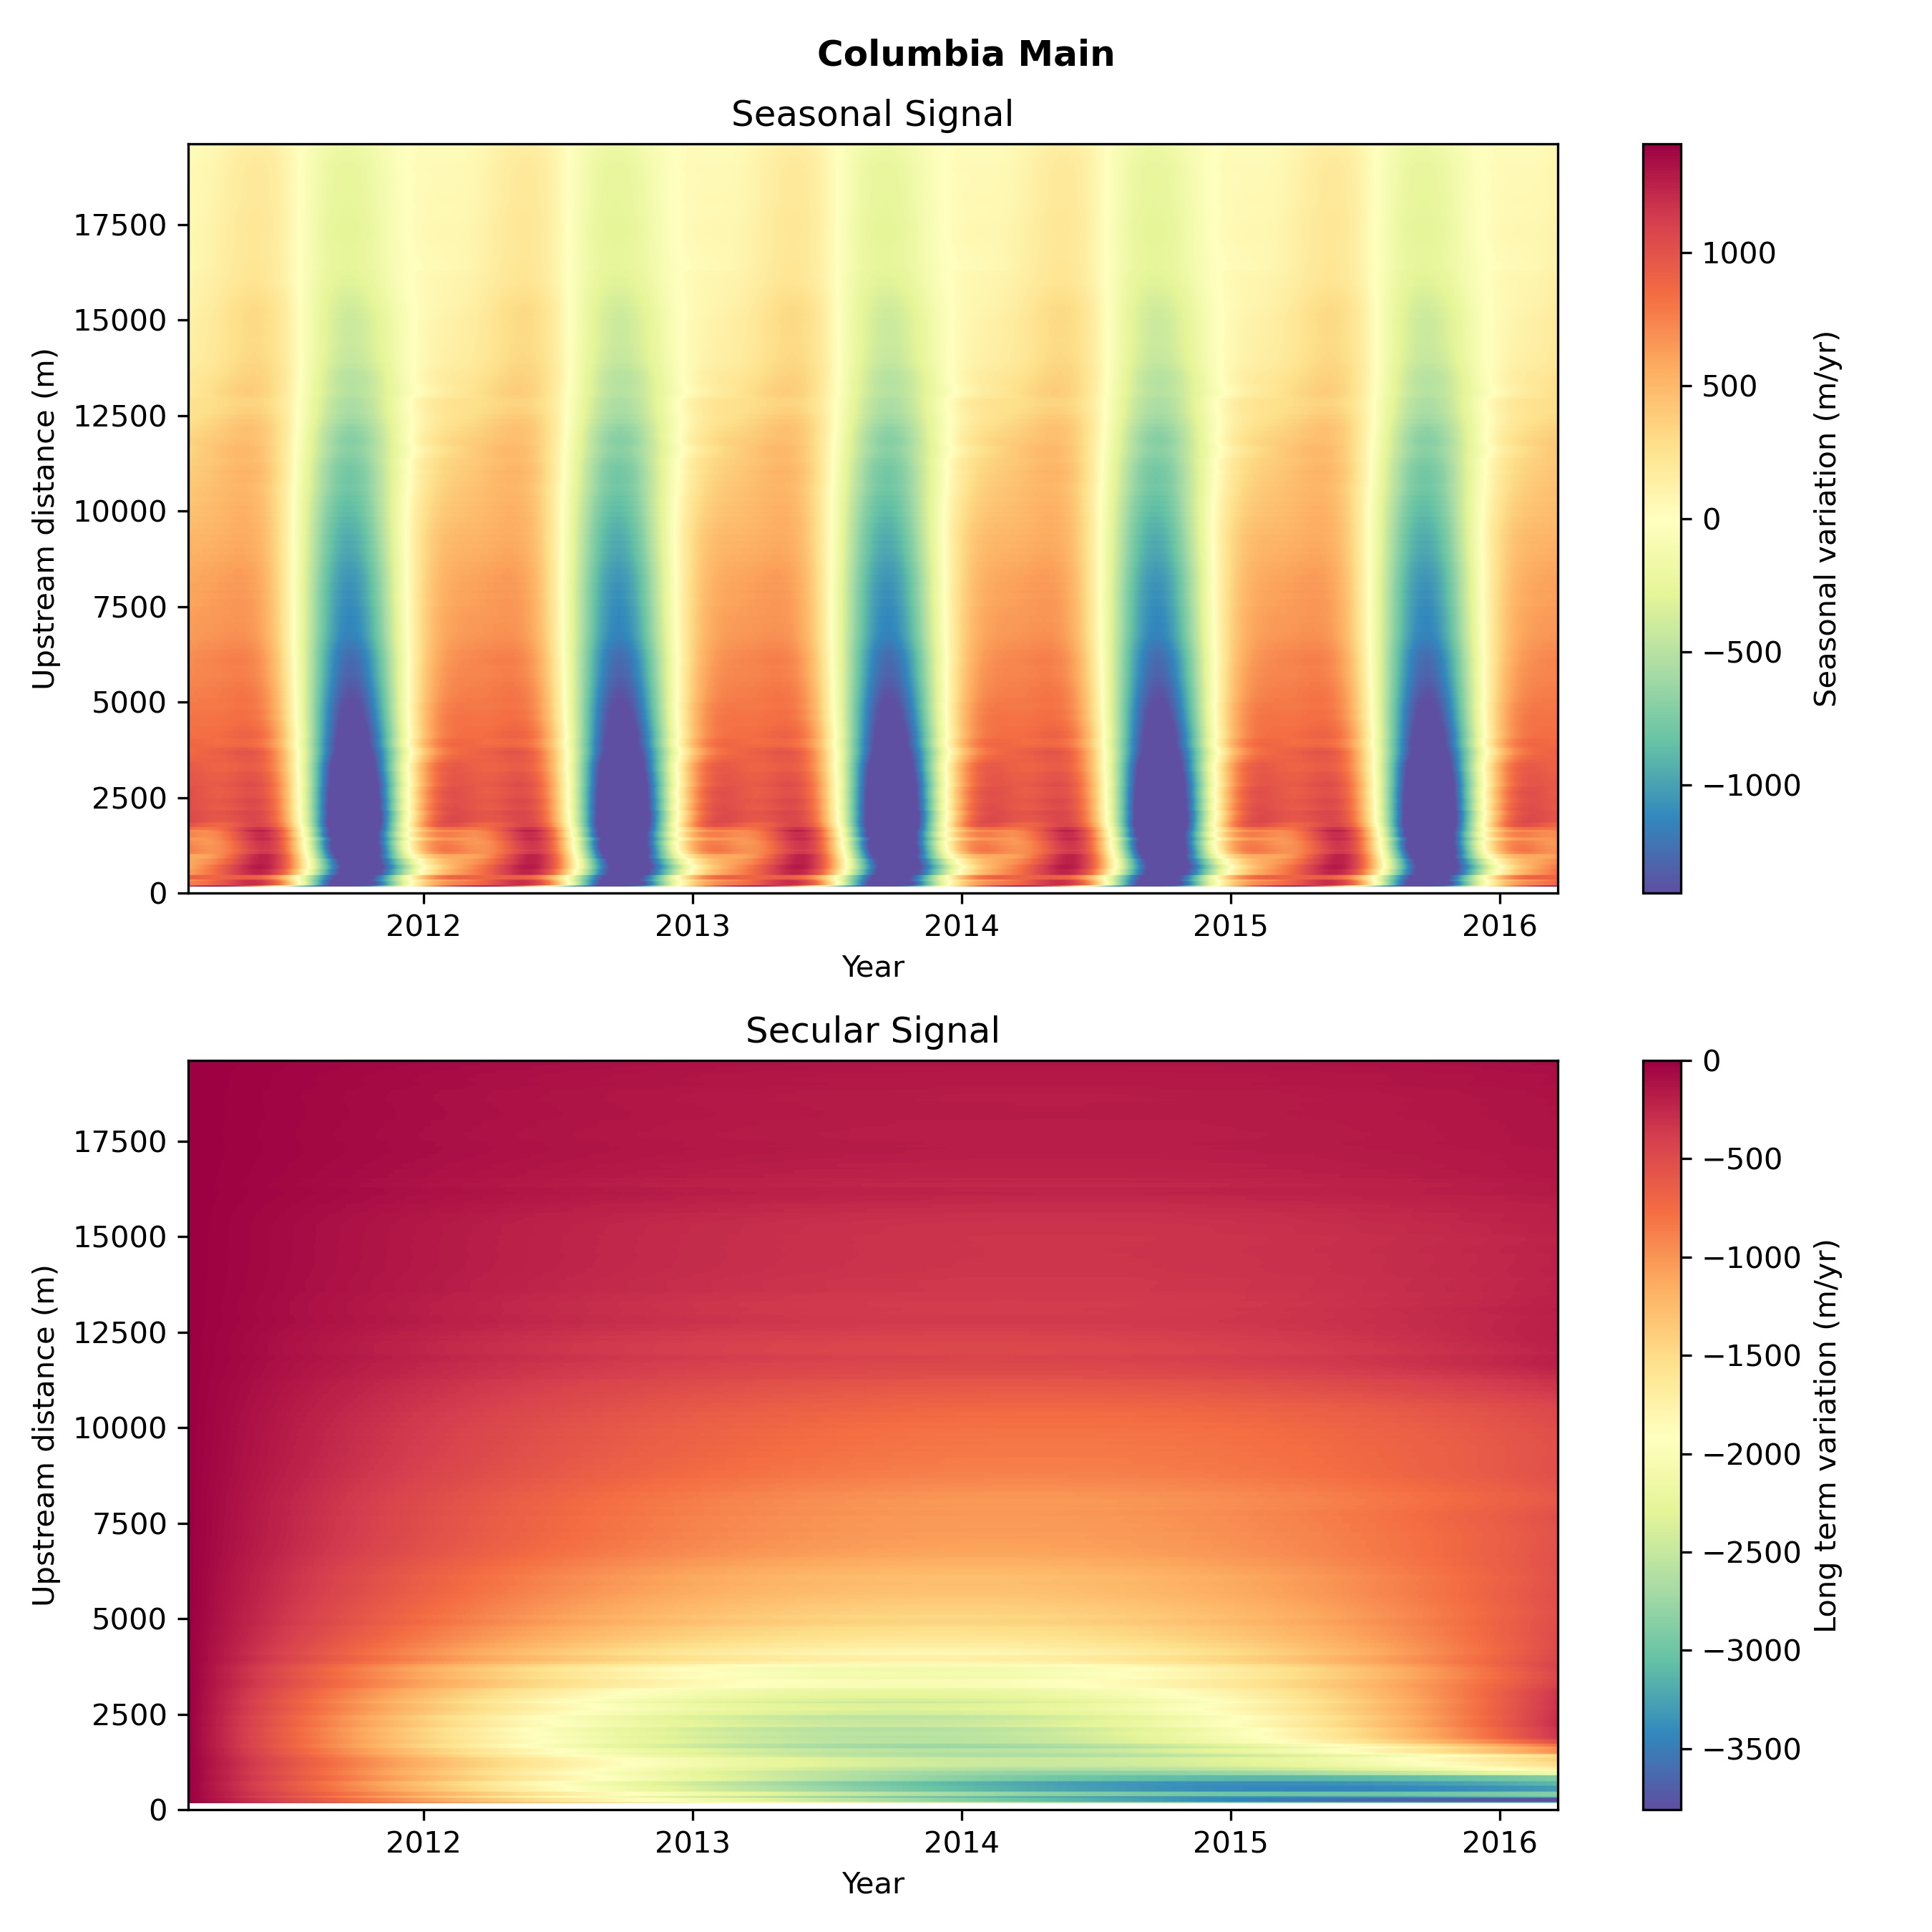 Columbia Main
Seasonal Signal
17500
15000
12500
10000
7500
5000
2500
0
Upstream distance (m)
2012 2013 2014 2015 2016
Year
1000
500
0
−500
−1000
Seasonal variation (m/yr)
Secular Signal
17500
15000
12500
10000
7500
5000
2500
0
Upstream distance (m)
2012 2013 2014 2015 2016
Year
0
−500
−1000
−1500
−2000
−2500
−3000
−3500
Long term variation (m/yr)